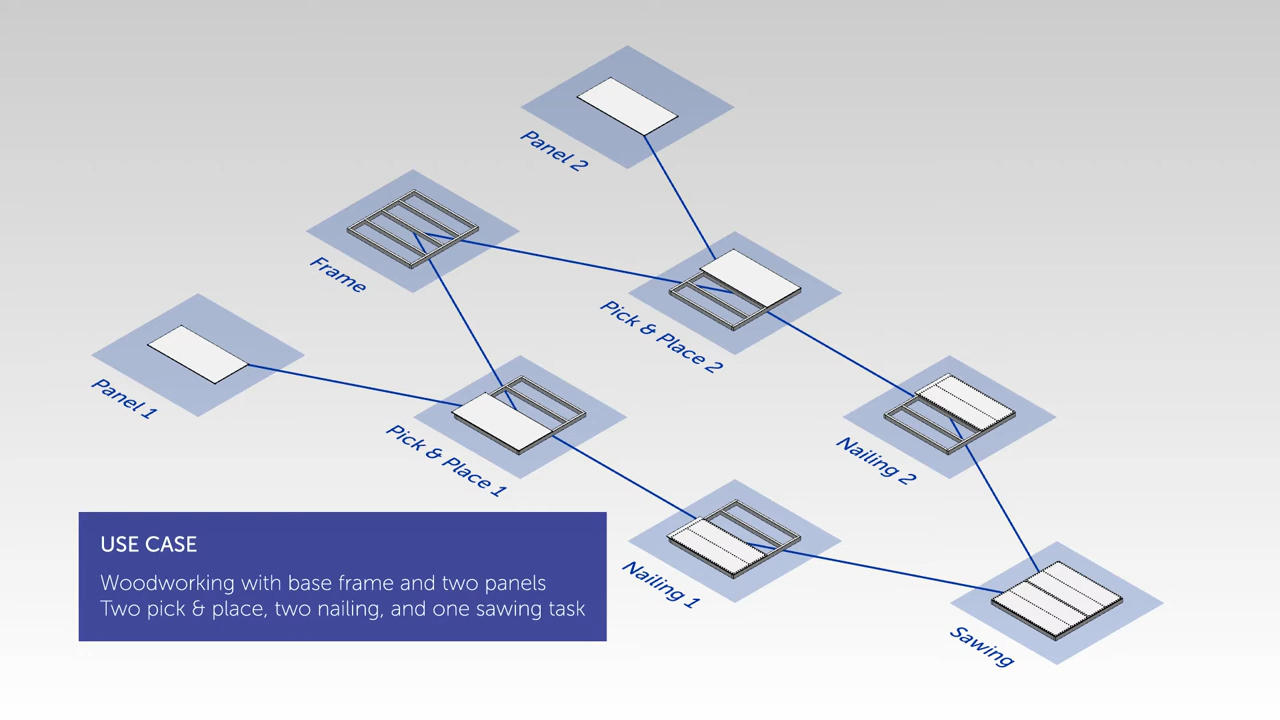 Panel 2
Frame
Pick & Place 2
Panel 1
Pick & Place 1
Nailing 2
Nailing 1
Sawing
USE CASE
Woodworking with base frame and two panels
Two pick & place, two nailing, and one sawing task